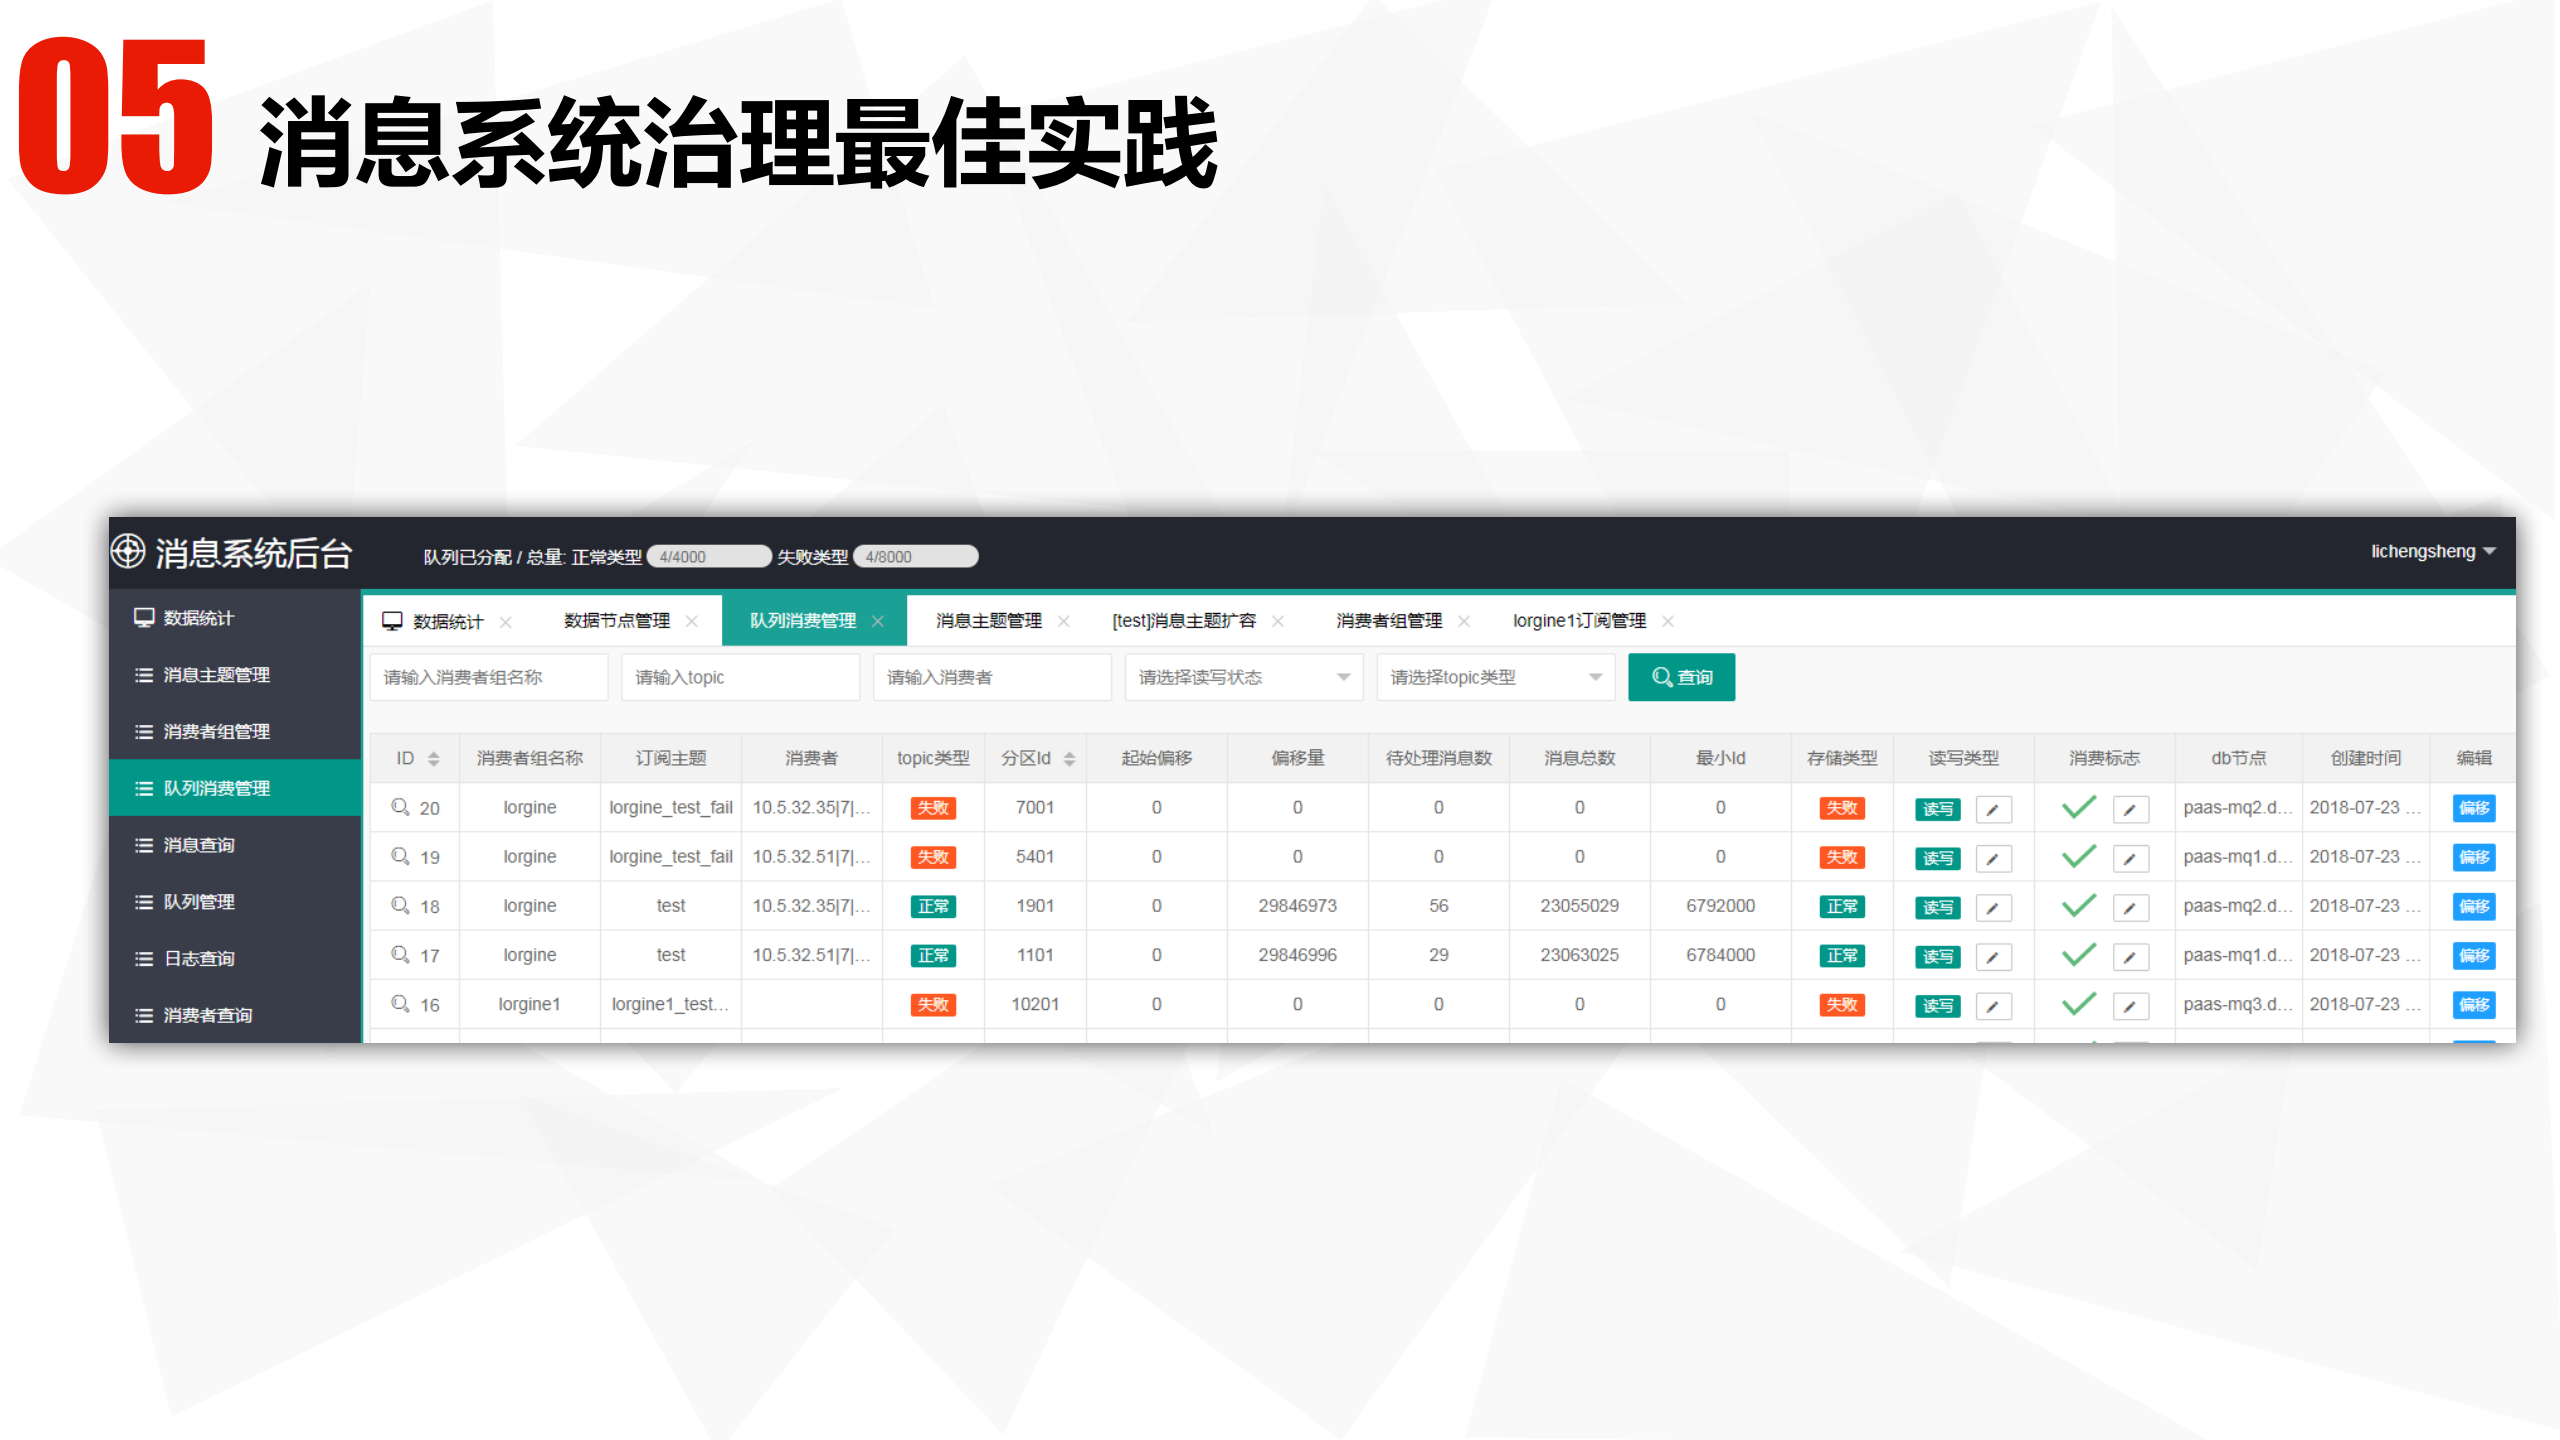 05 消息系统治理最佳实践
消息系统后台 队列已分配 / 总量: 正常类型 4/4000 失败类型 4/8000 lichengsheng
数据统计
消息主题管理
消费者组管理
队列消费管理
消息查询
队列管理
日志查询
消费者查询
数据统计 数据节点管理 队列消费管理 消息主题管理 [test]消息主题扩容 消费者组管理 lorgine1订阅管理
请输入消费者组名称 请输入topic 请输入消费者 请选择读写状态 请选择topic类型 查询
ID 消费者组名称 订阅主题 消费者 topic类型 分区Id 起始偏移 偏移量 待处理消息数 消息总数 最小Id 存储类型 读写类型 消费标志 db节点 创建时间 编辑
20 lorgine lorgine_test_fail 10.5.32.35|7|... 失败 7001 0 0 0 0 0 失败 读写 paas-mq2.d... 2018-07-23 ... 偏移
19 lorgine lorgine_test_fail 10.5.32.51|7|... 失败 5401 0 0 0 0 0 失败 读写 paas-mq1.d... 2018-07-23 ... 偏移
18 lorgine test 10.5.32.35|7|... 正常 1901 0 29846973 56 23055029 6792000 正常 读写 paas-mq2.d... 2018-07-23 ... 偏移
17 lorgine test 10.5.32.51|7|... 正常 1101 0 29846996 29 23063025 6784000 正常 读写 paas-mq1.d... 2018-07-23 ... 偏移
16 lorgine1 lorgine1_test... 失败 10201 0 0 0 0 0 失败 读写 paas-mq3.d... 2018-07-23 ... 偏移